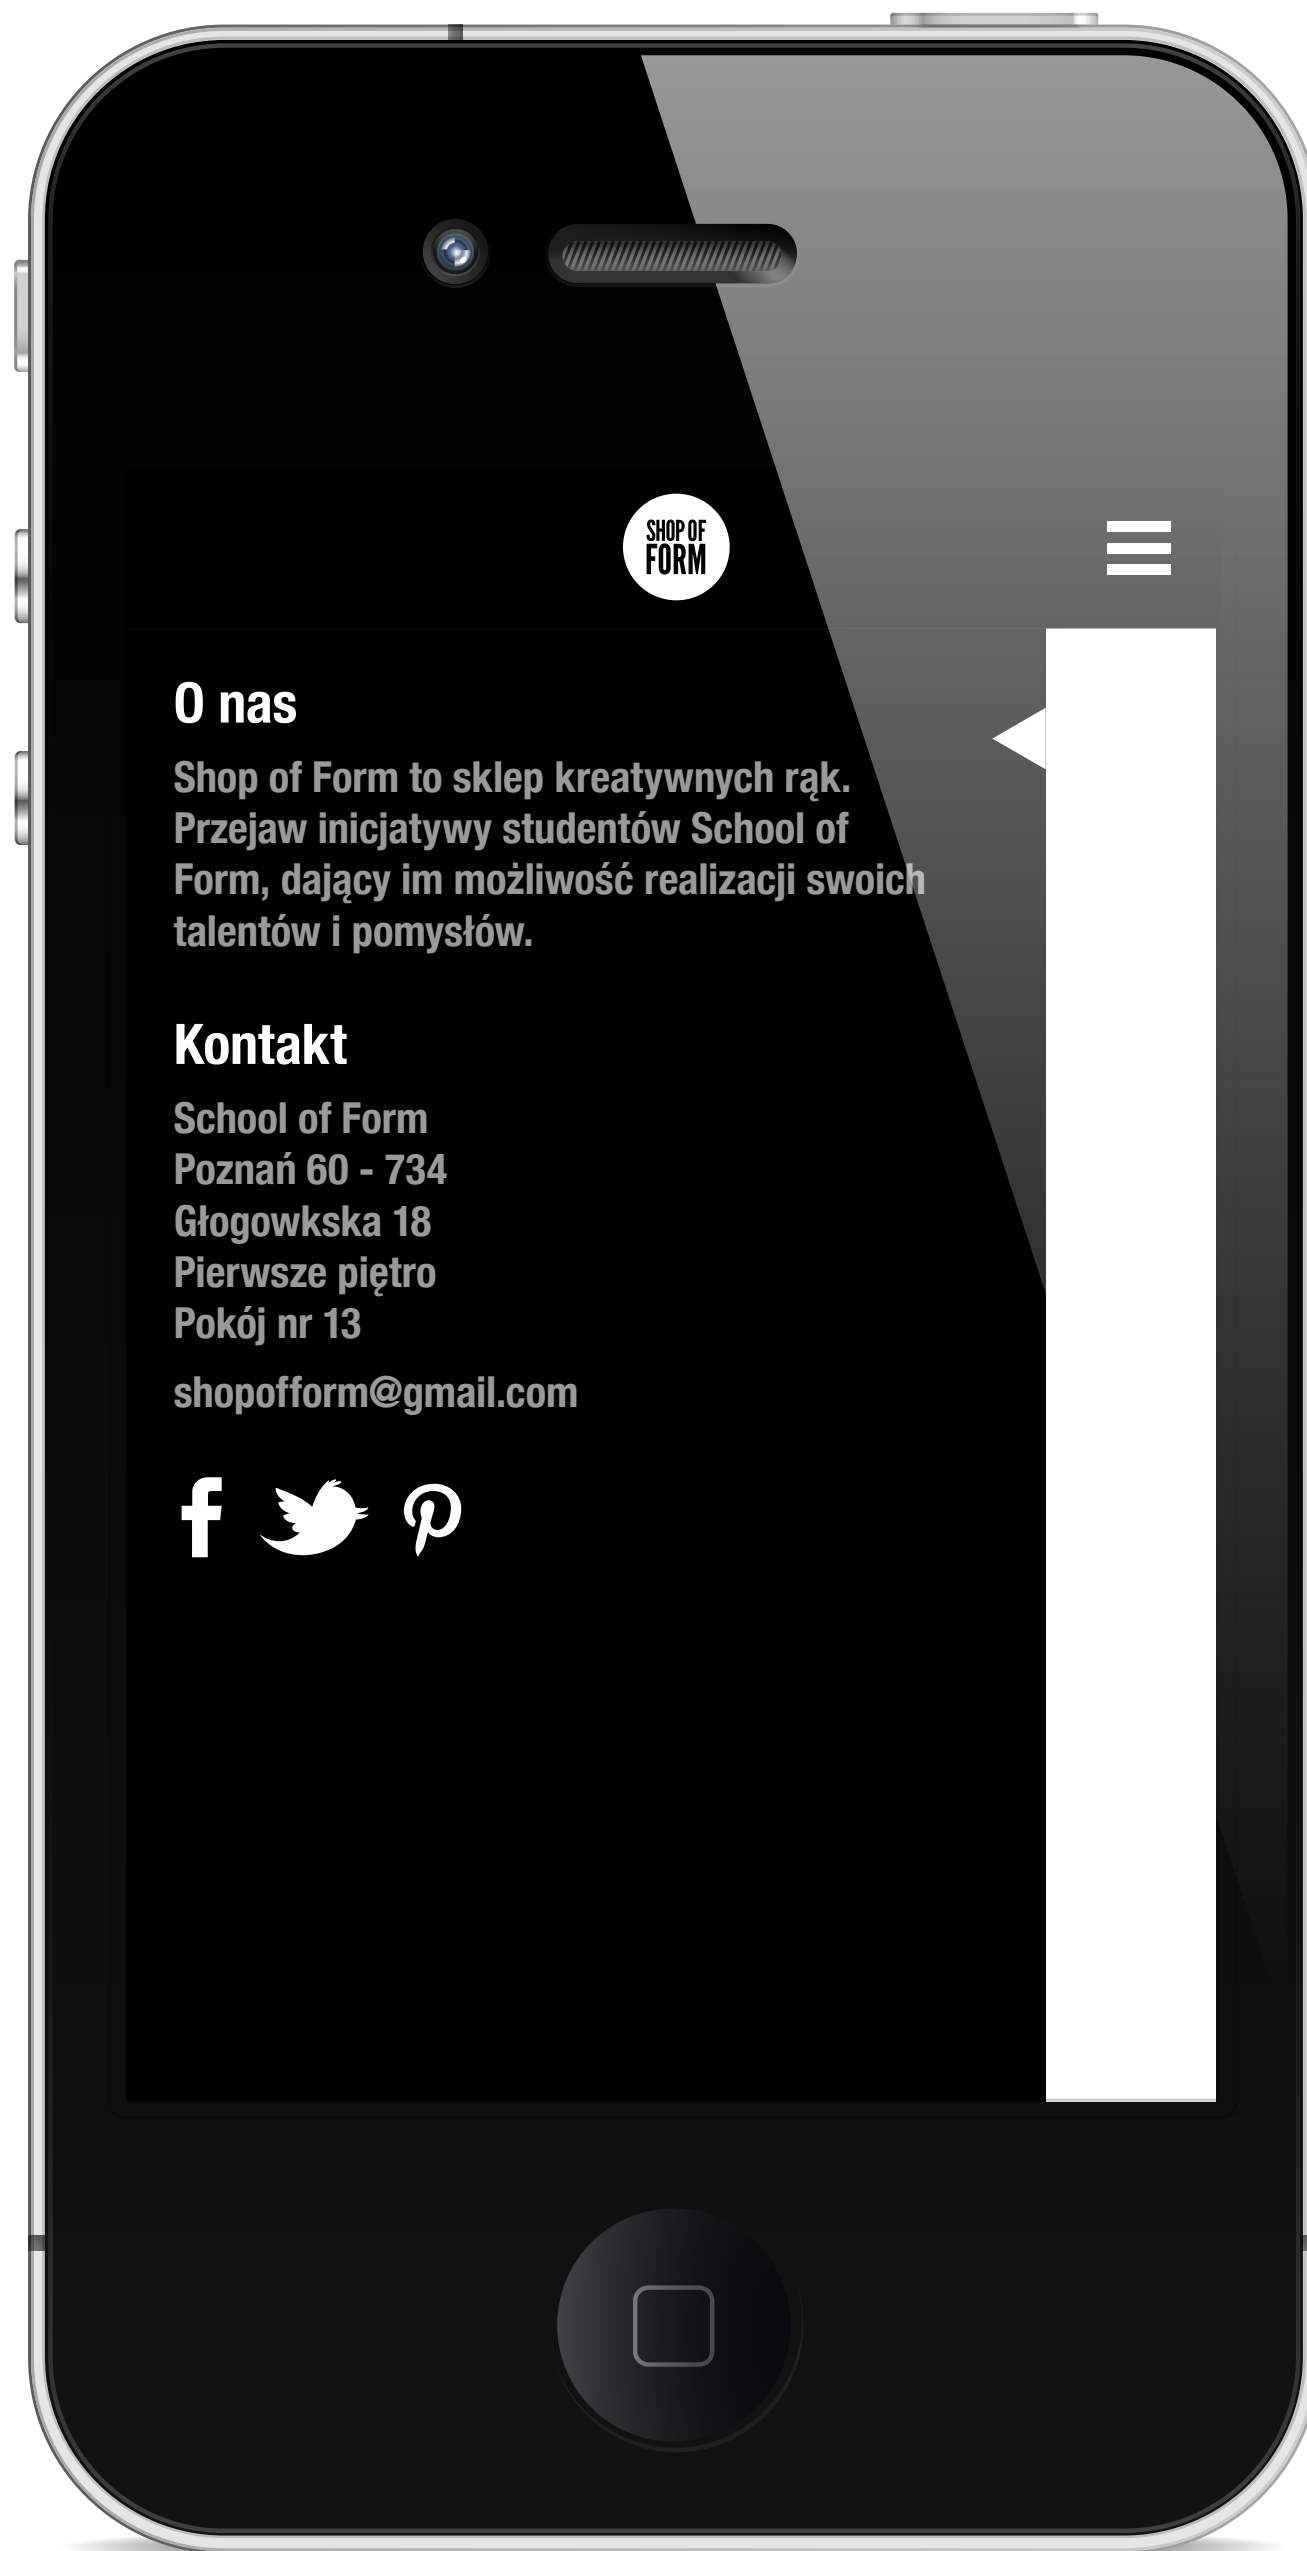 SHOP OF
FORM
O nas
Shop of Form to sklep kreatywnych rąk.
Przejaw inicjatywy studentów School of
Form, dający im możliwość realizacji swoich
talentów i pomysłów.
Kontakt
School of Form
Poznań 60 - 734
Głogowkska 18
Pierwsze piętro
Pokój nr 13
shopofform@gmail.com